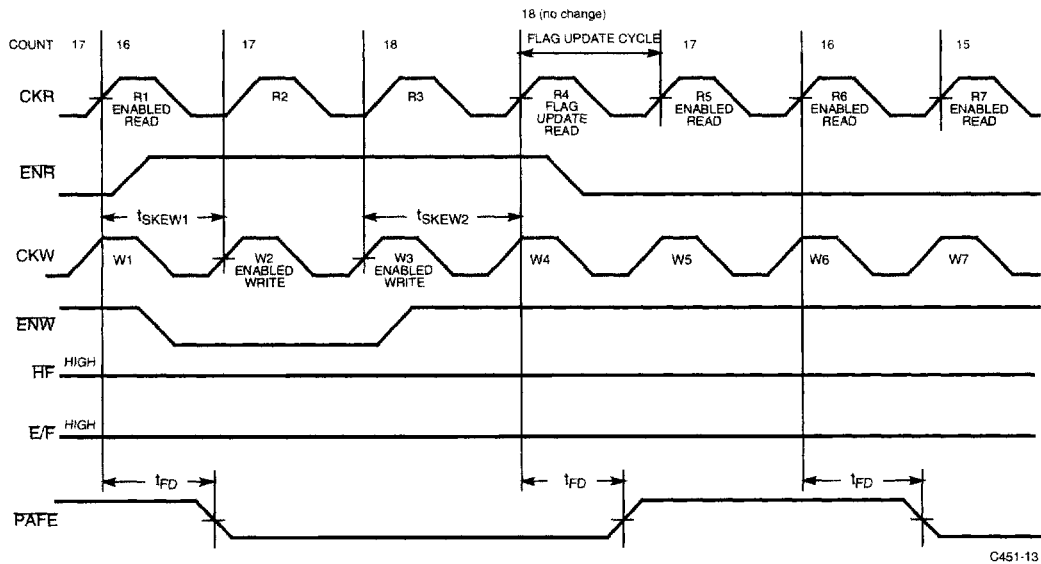 18 (no change)
COUNT 17 16 17 18 FLAG UPDATE CYCLE 17 16 15
CKR
R1 ENABLED READ
R2
R3
R4 FLAG UPDATE READ
R5 ENABLED READ
R6 ENABLED READ
R7 ENABLED READ
ENR
tSKEW1 tSKEW2
CKW
W1
W2 ENABLED WRITE
W3 ENABLED WRITE
W4
W5
W6
W7
ENW
HF HIGH
E/F HIGH
tFD tFD tFD
PAFE
C451-13